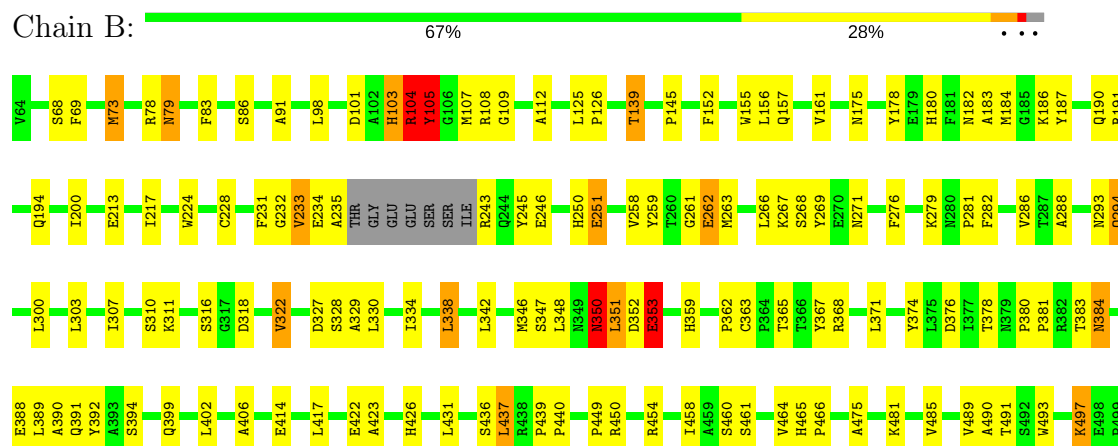 Chain B:
67% 28% • • •
V64 S68 F69 M73 R78 N79 F83 S86 A91 L98 D101 A102 H103 R104 Y105 G106 M107 R108 G109 A112 L125 P126 T139 P145 F152 W155 L156 Q157 V161 N175 Y178 E179 H180 F181 N182 A183 M184 G185 K186 Y187 Q190
Q194 I200 E213 I217 W224 C228 F231 G232 V233 E234 A235 THR GLY GLU GLU SER SER ILE R243 Q244 Y245 E246 H250 E251 V258 Y259 T260 G261 E262 M263 L266 K267 S268 Y269 E270 N271 F276 K279 N280 P281 F282 V286 T287 A288 N293
L300 L303 I307 S310 K311 S316 G317 D318 V322 D327 S328 A329 L330 I334 L338 L342 M346 S347 L348 N349 N350 L351 D352 E353 H359 P362 C363 P364 T365 T366 Y367 R368 L371 Y374 L375 D376 I377 T378 N379 P380 P381 R382 T383 N384
E388 L389 A390 Q391 Y392 A393 S394 Q399 L402 A406 E414 L417 E422 A423 H426 L431 S436 L437 R438 P439 P440 P449 R450 R454 I458 A459 S460 S461 V464 H465 P466 A475 K481 V485 V489 A490 T491 S492 W493 K497 E498